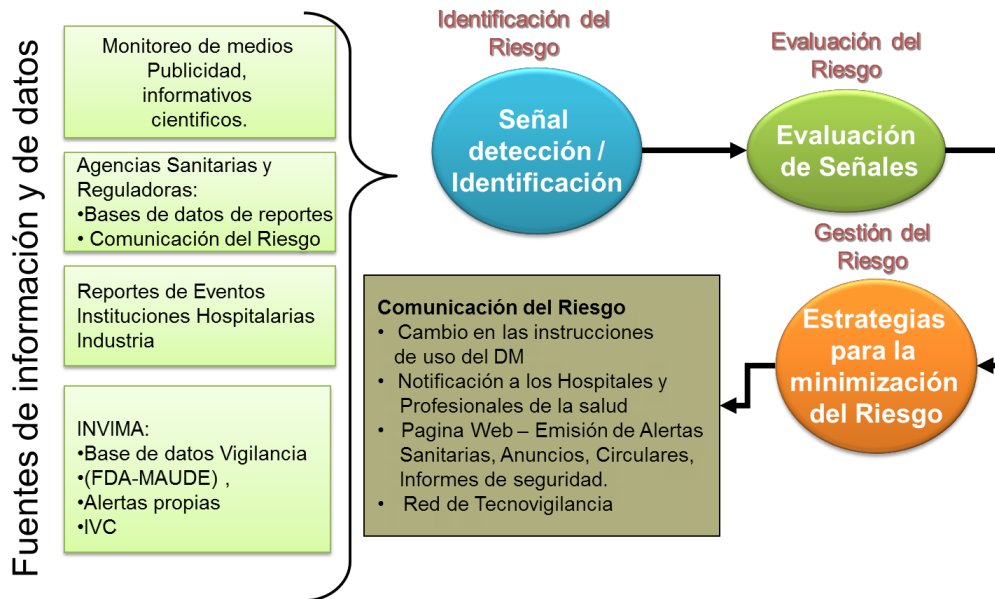 Fuentes de información y de datos
Monitoreo de medios
Publicidad,
informativos
cientificos.
Agencias Sanitarias y
Reguladoras:
•Bases de datos de reportes
• Comunicación del Riesgo
Reportes de Eventos
Instituciones Hospitalarias
Industria
INVIMA:
•Base de datos Vigilancia
•(FDA-MAUDE) ,
•Alertas propias
•IVC
Identificación del
Riesgo
Señal
detección /
Identificación
Evaluación del
Riesgo
Evaluación
de Señales
Gestión del
Riesgo
Estrategias
para la
minimización
del Riesgo
Comunicación del Riesgo
• Cambio en las instrucciones
de uso del DM
• Notificación a los Hospitales y
Profesionales de la salud
• Pagina Web – Emisión de Alertas
Sanitarias, Anuncios, Circulares,
Informes de seguridad.
• Red de Tecnovigilancia